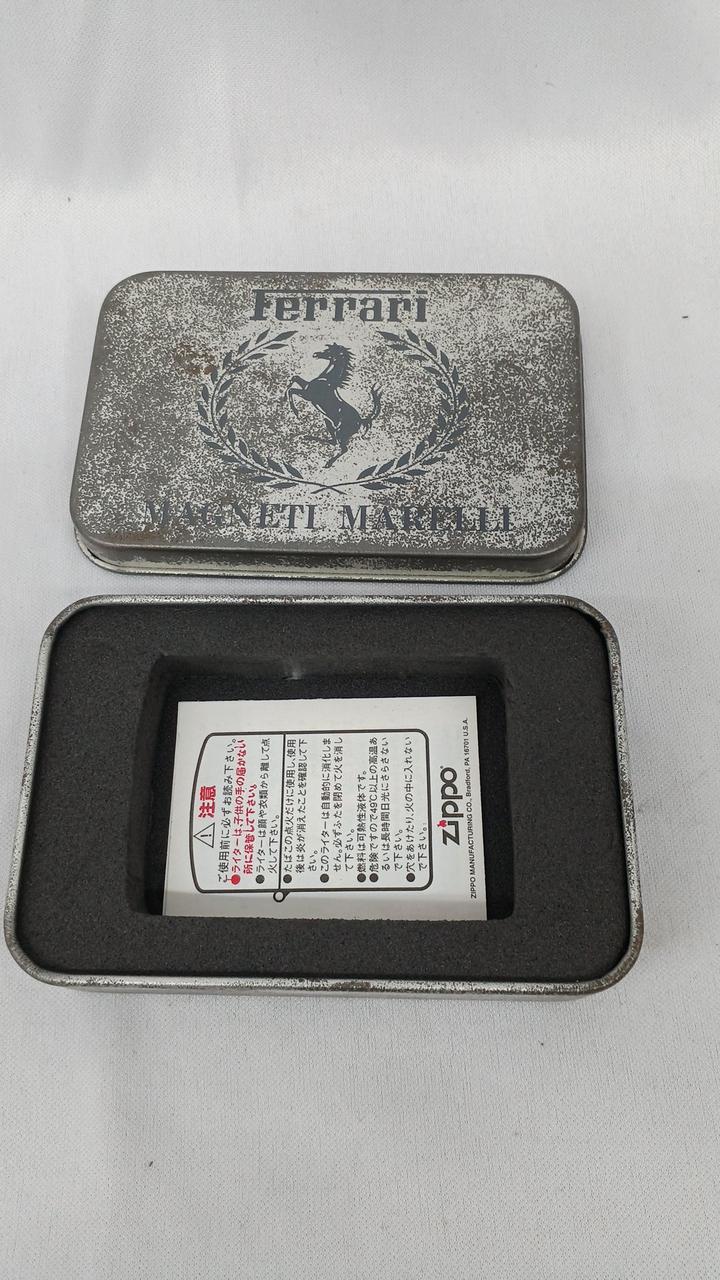 Ferrari
MAGNETI MARELLI
注意
ご使用前に必ずお読み下さい。
●ライターは子供の手の届かない
所に保管して下さい。
●ライターは顔や衣類から離して点
火して下さい。
●たばこの点火だけに使用し、使用
後は炎が消えたことを確認して下
さい。
●このライターは自動的に消化しま
せん。必ずふたを閉めて火を消し
て下さい。
●燃料は可熱性液体です。
●危険ですので49℃以上の高温あ
るいは長時間日光にさらさない
で下さい。
●穴をあけたり、火の中に入れない
で下さい。
Zippo
ZIPPO MANUFACTURING CO., Bradford, PA 16701 U.S.A.